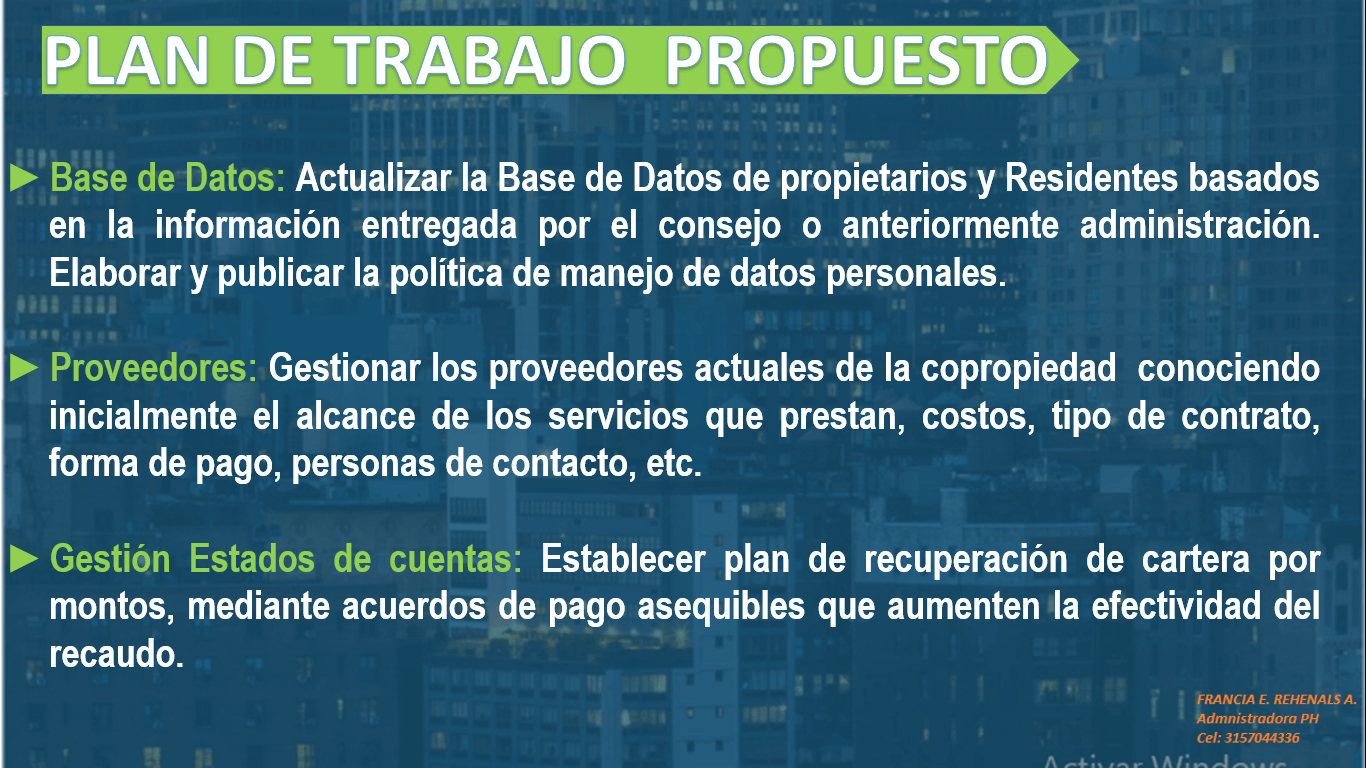 PLAN DE TRABAJO PROPUESTO
Base de Datos: Actualizar la Base de Datos de propietarios y Residentes basados
en la información entregada por el consejo o anteriormente administración.
Elaborar y publicar la política de manejo de datos personales.
Proveedores: Gestionar los proveedores actuales de la copropiedad conociendo
inicialmente el alcance de los servicios que prestan, costos, tipo de contrato,
forma de pago, personas de contacto, etc.
Gestión Estados de cuentas: Establecer plan de recuperación de cartera por
montos, mediante acuerdos de pago asequibles que aumenten la efectividad del
recaudo.
FRANCIA E. REHENALS A.
Admnistradora PH
Cel: 3157044336
Activar Windows